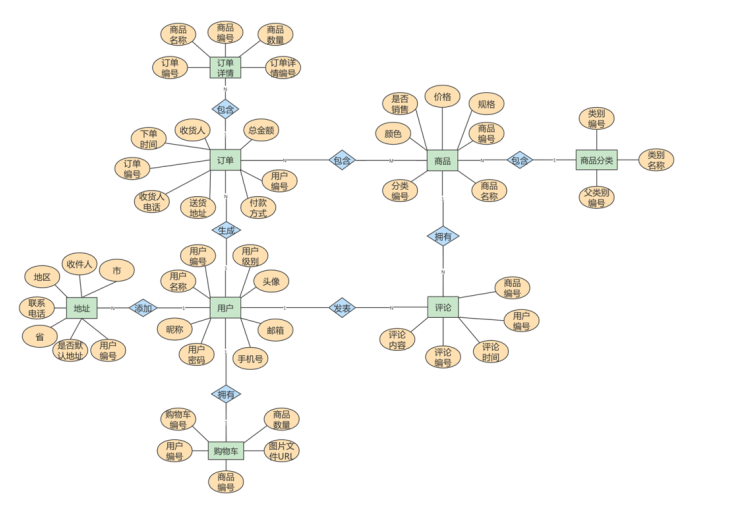 商品
名称
商品
编号
商品
数量
订单
编号
订单
详情
订单详
情编号
N
包含
1
下单
时间
收货人
总金额
订单
编号
订单
N
包含
M
收货人
电话
送货
地址
付款
方式
用户
编号
是否
销售
价格
规格
颜色
商品
编号
商品
分类
编号
商品
名称
N
包含
1
类别
编号
商品分类
类别
名称
父类别
编号
N
生成
1
1
拥有
N
用户
编号
用户
级别
用户
名称
头像
用户
昵称
邮箱
用户
密码
手机号
地区
收件人
市
联系
电话
地址
省
是否默
认地址
用户
编号
N
添加
1
1
发表
N
评论
商品
编号
用户
编号
评论
内容
评论
编号
评论
时间
1
拥有
1
购物车
编号
商品
数量
用户
编号
购物车
图片文
件URL
商品
编号